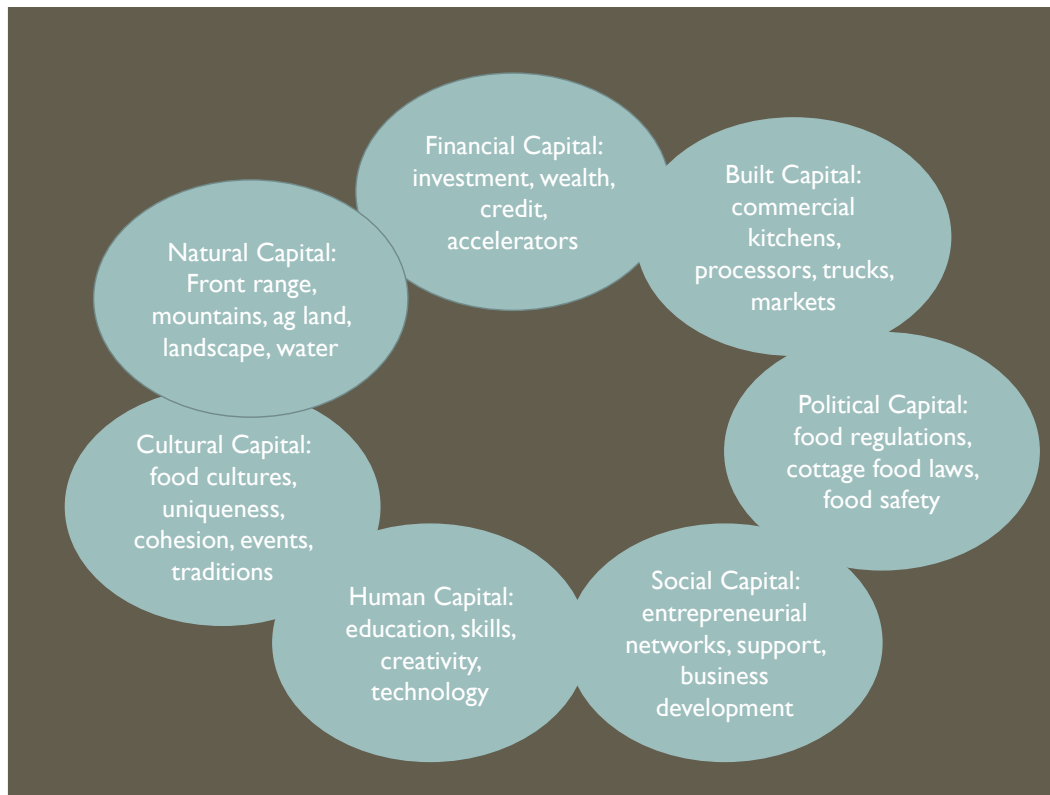 Financial Capital:
investment, wealth,
credit,
accelerators
Built Capital:
commercial
kitchens,
processors, trucks,
markets
Natural Capital:
Front range,
mountains, ag land,
landscape, water
Political Capital:
food regulations,
cottage food laws,
food safety
Cultural Capital:
food cultures,
uniqueness,
cohesion, events,
traditions
Human Capital:
education, skills,
creativity,
technology
Social Capital:
entrepreneurial
networks, support,
business
development